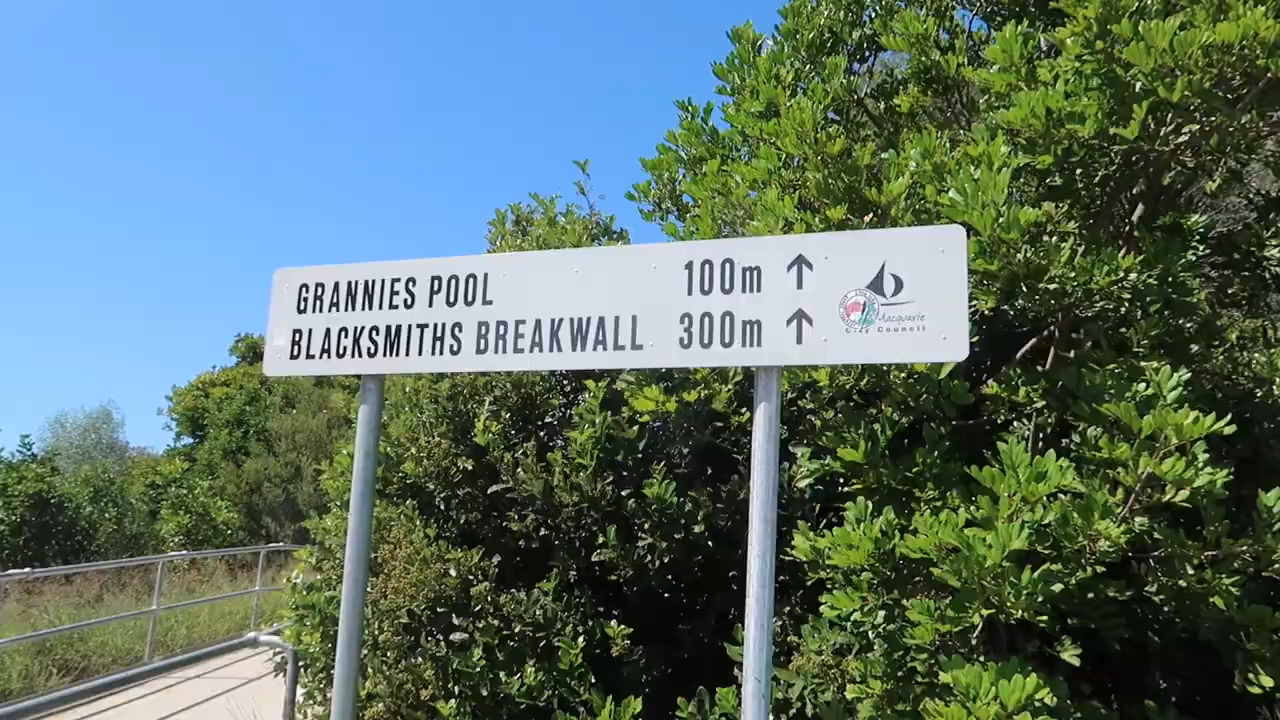 GRANNIES POOL 100m ↑
BLACKSMITHS BREAKWALL 300m ↑
Macquarie
City Council